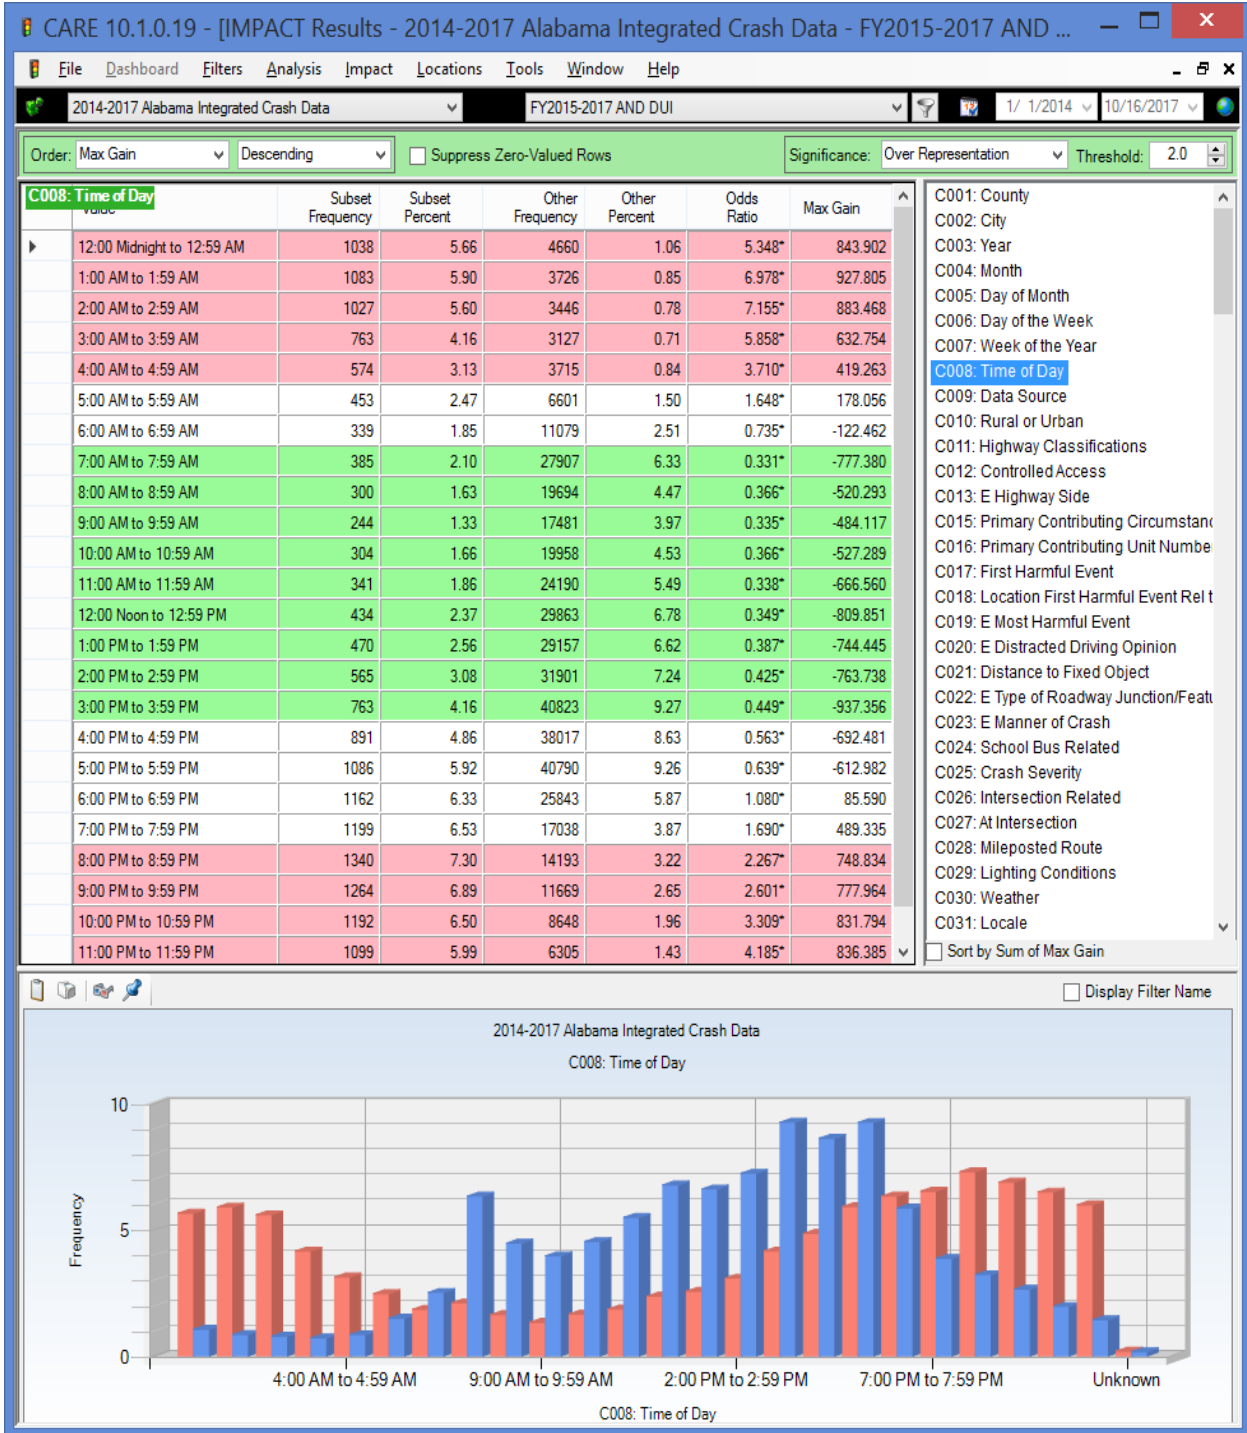 CARE 10.1.0.19 - [IMPACT Results - 2014-2017 Alabama Integrated Crash Data - FY2015-2017 AND ...
File Dashboard Filters Analysis Impact Locations Tools Window Help
2014-2017 Alabama Integrated Crash Data FY2015-2017 AND DUI 1/ 1/2014 10/16/2017
Order: Max Gain Descending Suppress Zero-Valued Rows Significance: Over Representation Threshold: 2.0
C008: Time of Day
Value Subset Frequency Subset Percent Other Frequency Other Percent Odds Ratio Max Gain
12:00 Midnight to 12:59 AM 1038 5.66 4660 1.06 5.348* 843.902
1:00 AM to 1:59 AM 1083 5.90 3726 0.85 6.978* 927.805
2:00 AM to 2:59 AM 1027 5.60 3446 0.78 7.155* 883.468
3:00 AM to 3:59 AM 763 4.16 3127 0.71 5.858* 632.754
4:00 AM to 4:59 AM 574 3.13 3715 0.84 3.710* 419.263
5:00 AM to 5:59 AM 453 2.47 6601 1.50 1.648* 178.056
6:00 AM to 6:59 AM 339 1.85 11079 2.51 0.735* -122.462
7:00 AM to 7:59 AM 385 2.10 27907 6.33 0.331* -777.380
8:00 AM to 8:59 AM 300 1.63 19694 4.47 0.366* -520.293
9:00 AM to 9:59 AM 244 1.33 17481 3.97 0.335* -484.117
10:00 AM to 10:59 AM 304 1.66 19958 4.53 0.366* -527.289
11:00 AM to 11:59 AM 341 1.86 24190 5.49 0.338* -666.560
12:00 Noon to 12:59 PM 434 2.37 29863 6.78 0.349* -809.851
1:00 PM to 1:59 PM 470 2.56 29157 6.62 0.387* -744.445
2:00 PM to 2:59 PM 565 3.08 31901 7.24 0.425* -763.738
3:00 PM to 3:59 PM 763 4.16 40823 9.27 0.449* -937.356
4:00 PM to 4:59 PM 891 4.86 38017 8.63 0.563* -692.481
5:00 PM to 5:59 PM 1086 5.92 40790 9.26 0.639* -612.982
6:00 PM to 6:59 PM 1162 6.33 25843 5.87 1.080* 85.590
7:00 PM to 7:59 PM 1199 6.53 17038 3.87 1.690* 489.335
8:00 PM to 8:59 PM 1340 7.30 14193 3.22 2.267* 748.834
9:00 PM to 9:59 PM 1264 6.89 11669 2.65 2.601* 777.964
10:00 PM to 10:59 PM 1192 6.50 8648 1.96 3.309* 831.794
11:00 PM to 11:59 PM 1099 5.99 6305 1.43 4.185* 836.385
C001: County
C002: City
C003: Year
C004: Month
C005: Day of Month
C006: Day of the Week
C007: Week of the Year
C008: Time of Day
C009: Data Source
C010: Rural or Urban
C011: Highway Classifications
C012: Controlled Access
C013: E Highway Side
C015: Primary Contributing Circumstanc
C016: Primary Contributing Unit Numbe
C017: First Harmful Event
C018: Location First Harmful Event Rel t
C019: E Most Harmful Event
C020: E Distracted Driving Opinion
C021: Distance to Fixed Object
C022: E Type of Roadway Junction/Featu
C023: E Manner of Crash
C024: School Bus Related
C025: Crash Severity
C026: Intersection Related
C027: At Intersection
C028: Mileposted Route
C029: Lighting Conditions
C030: Weather
C031: Locale
Sort by Sum of Max Gain
Display Filter Name
2014-2017 Alabama Integrated Crash Data
C008: Time of Day
10
5
0
Frequency
4:00 AM to 4:59 AM 9:00 AM to 9:59 AM 2:00 PM to 2:59 PM 7:00 PM to 7:59 PM Unknown
C008: Time of Day